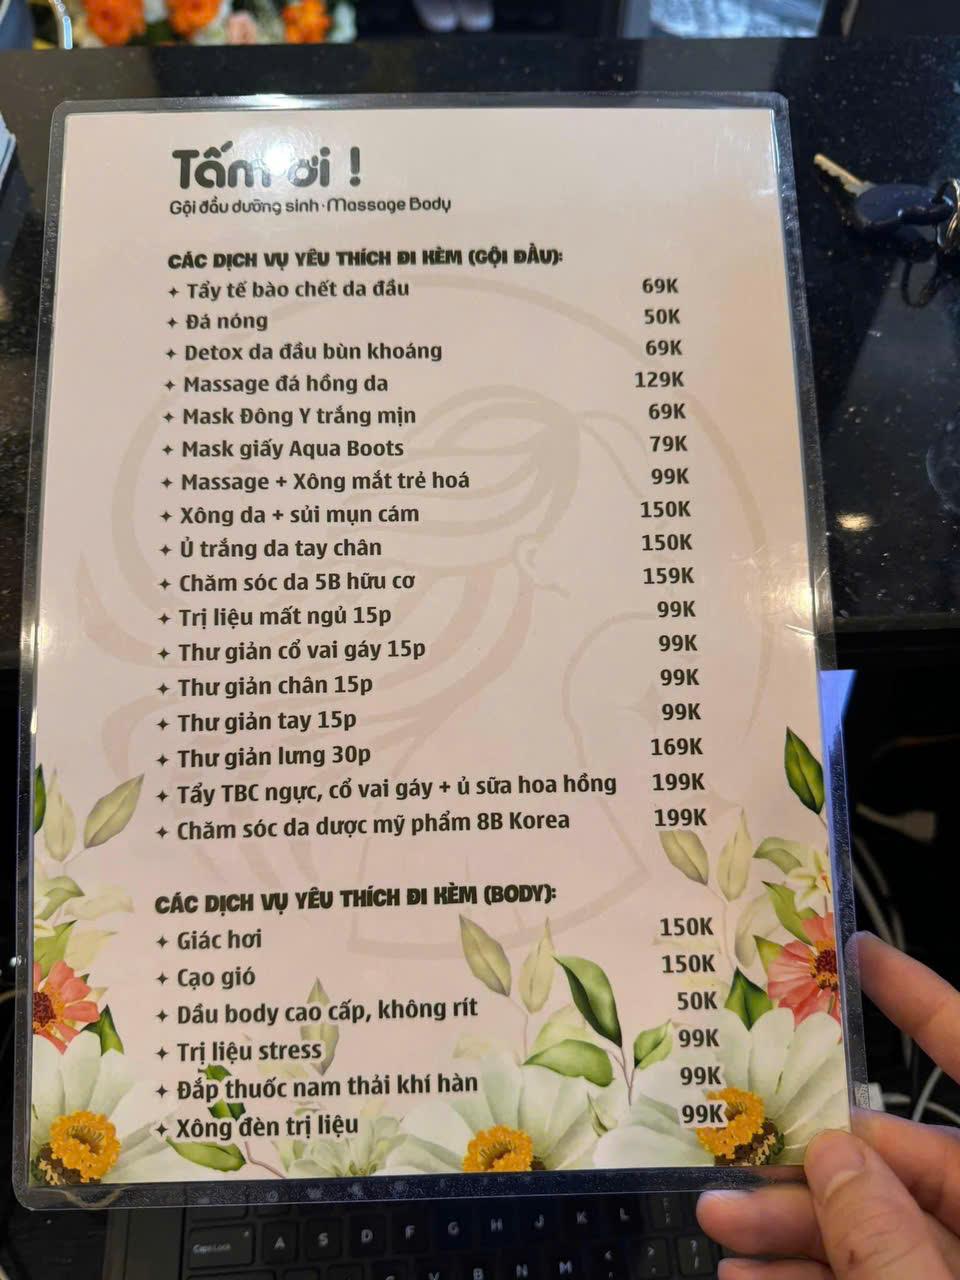 Tấm ơi !
Gội đầu dưỡng sinh·Massage Body
CÁC DỊCH VỤ YÊU THÍCH ĐI KÈM (GỘI ĐẦU):
✦ Tẩy tế bào chết da đầu 69K
✦ Đá nóng 50K
✦ Detox da đầu bùn khoáng 69K
✦ Massage đá hồng da 129K
✦ Mask Đông Y trắng mịn 69K
✦ Mask giấy Aqua Boots 79K
✦ Massage + Xông mắt trẻ hoá 99K
✦ Xông da + sủi mụn cám 150K
✦ Ủ trắng da tay chân 150K
✦ Chăm sóc da 5B hữu cơ 159K
✦ Trị liệu mất ngủ 15p 99K
✦ Thư giản cổ vai gáy 15p 99K
✦ Thư giản chân 15p 99K
✦ Thư giản tay 15p 99K
✦ Thư giản lưng 30p 169K
✦ Tẩy TBC ngực, cổ vai gáy + ủ sữa hoa hồng 199K
✦ Chăm sóc da dược mỹ phẩm 8B Korea 199K
CÁC DỊCH VỤ YÊU THÍCH ĐI KÈM (BODY):
✦ Giác hơi 150K
✦ Cạo gió 150K
✦ Dầu body cao cấp, không rít 50K
✦ Trị liệu stress 99K
✦ Đắp thuốc nam thải khí hàn 99K
✦ Xông đèn trị liệu 99K
CapsLock A S D F G H J K L
B N M < > ?